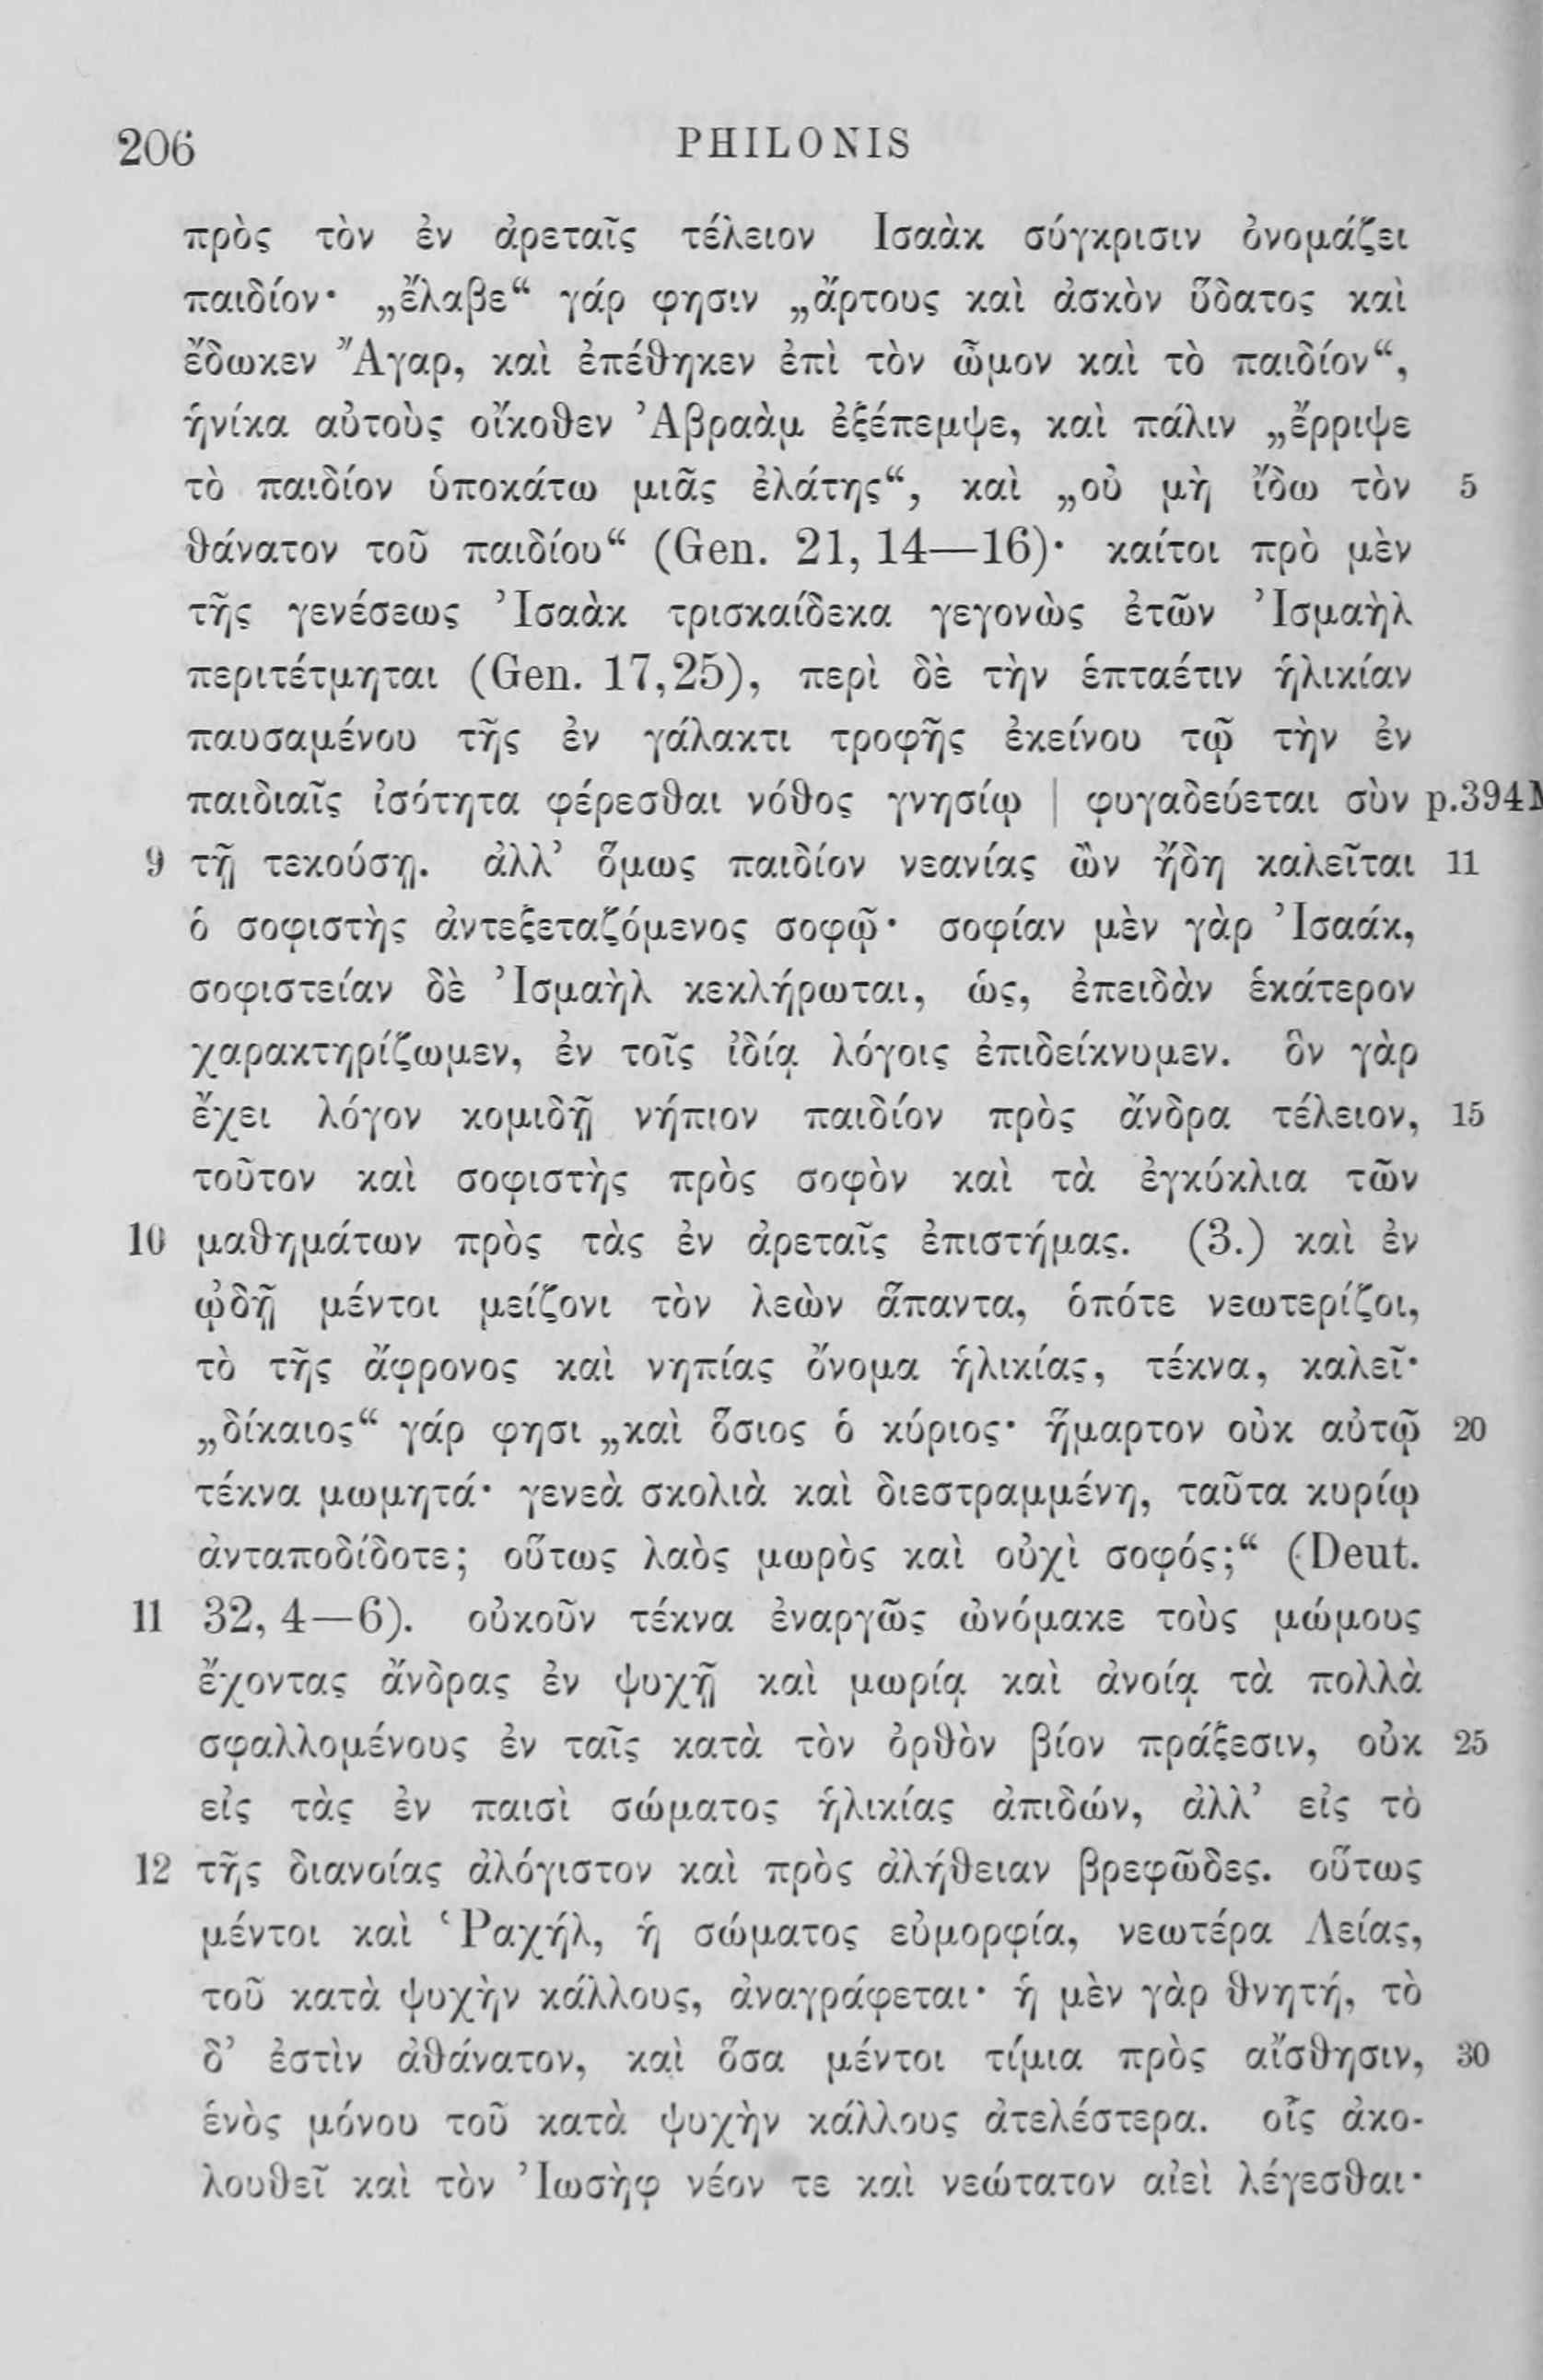 206 PHILONIS
πρὸς τὸν ἐν ἀρεταῖς τέλειον Ισαὰκ σύγκρισιν ὀνομάζει
παιδίον· „ἔλαβε“ γάρ φησιν „ἄρτους καὶ ἀσκὸν ὕδατος καὶ
ἔδωκεν Ἄγαρ, καὶ ἐπέθηκεν ἐπὶ τὸν ὦμον καὶ τὸ παιδίον“,
ἡνίκα αὐτοὺς οἴκοθεν Ἀβραὰμ ἐξέπεμψε, καὶ πάλιν „ἔρριψε
τὸ παιδίον ὑποκάτω μιᾶς ἐλάτης“, καὶ „οὐ μὴ ἴδω τὸν 5
θάνατον τοῦ παιδίου“ (Gen. 21, 14—16)· καίτοι πρὸ μὲν
τῆς γενέσεως Ἰσαὰκ τρισκαίδεκα γεγονὼς ἐτῶν Ἰσμαὴλ
περιτέτμηται (Gen. 17,25), περὶ δὲ τὴν ἑπταέτιν ἡλικίαν
παυσαμένου τῆς ἐν γάλακτι τροφῆς ἐκείνου τῷ τὴν ἐν
παιδιαῖς ἰσότητα φέρεσθαι νόθος γνησίῳ | φυγαδεύεται σὺν p.394M
9 τῇ τεκούσῃ. ἀλλ’ ὅμως παιδίον νεανίας ὢν ἤδη καλεῖται 11
ὁ σοφιστὴς ἀντεξεταζόμενος σοφῷ· σοφίαν μὲν γὰρ Ἰσαάκ,
σοφιστείαν δὲ Ἰσμαὴλ κεκλήρωται, ὡς, ἐπειδὰν ἑκάτερον
χαρακτηρίζωμεν, ἐν τοῖς ἰδίᾳ λόγοις ἐπιδείκνυμεν. ὃν γὰρ
ἔχει λόγον κομιδῇ νήπιον παιδίον πρὸς ἄνδρα τέλειον, 15
τοῦτον καὶ σοφιστὴς πρὸς σοφὸν καὶ τὰ ἐγκύκλια τῶν
10 μαθημάτων πρὸς τὰς ἐν ἀρεταῖς ἐπιστήμας. (3.) καὶ ἐν
ᾠδῇ μέντοι μείζονι τὸν λεὼν ἅπαντα, ὁπότε νεωτερίζοι,
τὸ τῆς ἄφρονος καὶ νηπίας ὄνομα ἡλικίας, τέκνα, καλεῖ·
„δίκαιος“ γάρ φησι „καὶ ὅσιος ὁ κύριος· ἥμαρτον οὐκ αὐτῷ 20
τέκνα μωμητά· γενεὰ σκολιὰ καὶ διεστραμμένη, ταῦτα κυρίῳ
ἀνταποδίδοτε; οὕτως λαὸς μωρὸς καὶ οὐχὶ σοφός;“ (Deut.
11 32, 4—6). οὐκοῦν τέκνα ἐναργῶς ὠνόμακε τοὺς μώμους
ἔχοντας ἄνδρας ἐν ψυχῇ καὶ μωρίᾳ καὶ ἀνοίᾳ τὰ πολλὰ
σφαλλομένους ἐν ταῖς κατὰ τὸν ὀρθὸν βίον πράξεσιν, οὐκ 25
εἰς τὰς ἐν παισὶ σώματος ἡλικίας ἀπιδών, ἀλλ’ εἰς τὸ
12 τῆς διανοίας ἀλόγιστον καὶ πρὸς ἀλήθειαν βρεφῶδες. οὕτως
μέντοι καὶ Ῥαχήλ, ἡ σώματος εὐμορφία, νεωτέρα Λείας,
τοῦ κατὰ ψυχὴν κάλλους, ἀναγράφεται· ἡ μὲν γὰρ θνητή, τὸ
δ’ ἐστὶν ἀθάνατον, καὶ ὅσα μέντοι τίμια πρὸς αἴσθησιν, 30
ἑνὸς μόνου τοῦ κατὰ ψυχὴν κάλλους ἀτελέστερα. οἷς ἀκο-
λουθεῖ καὶ τὸν Ἰωσὴφ νέον τε καὶ νεώτατον αἰεὶ λέγεσθαι·